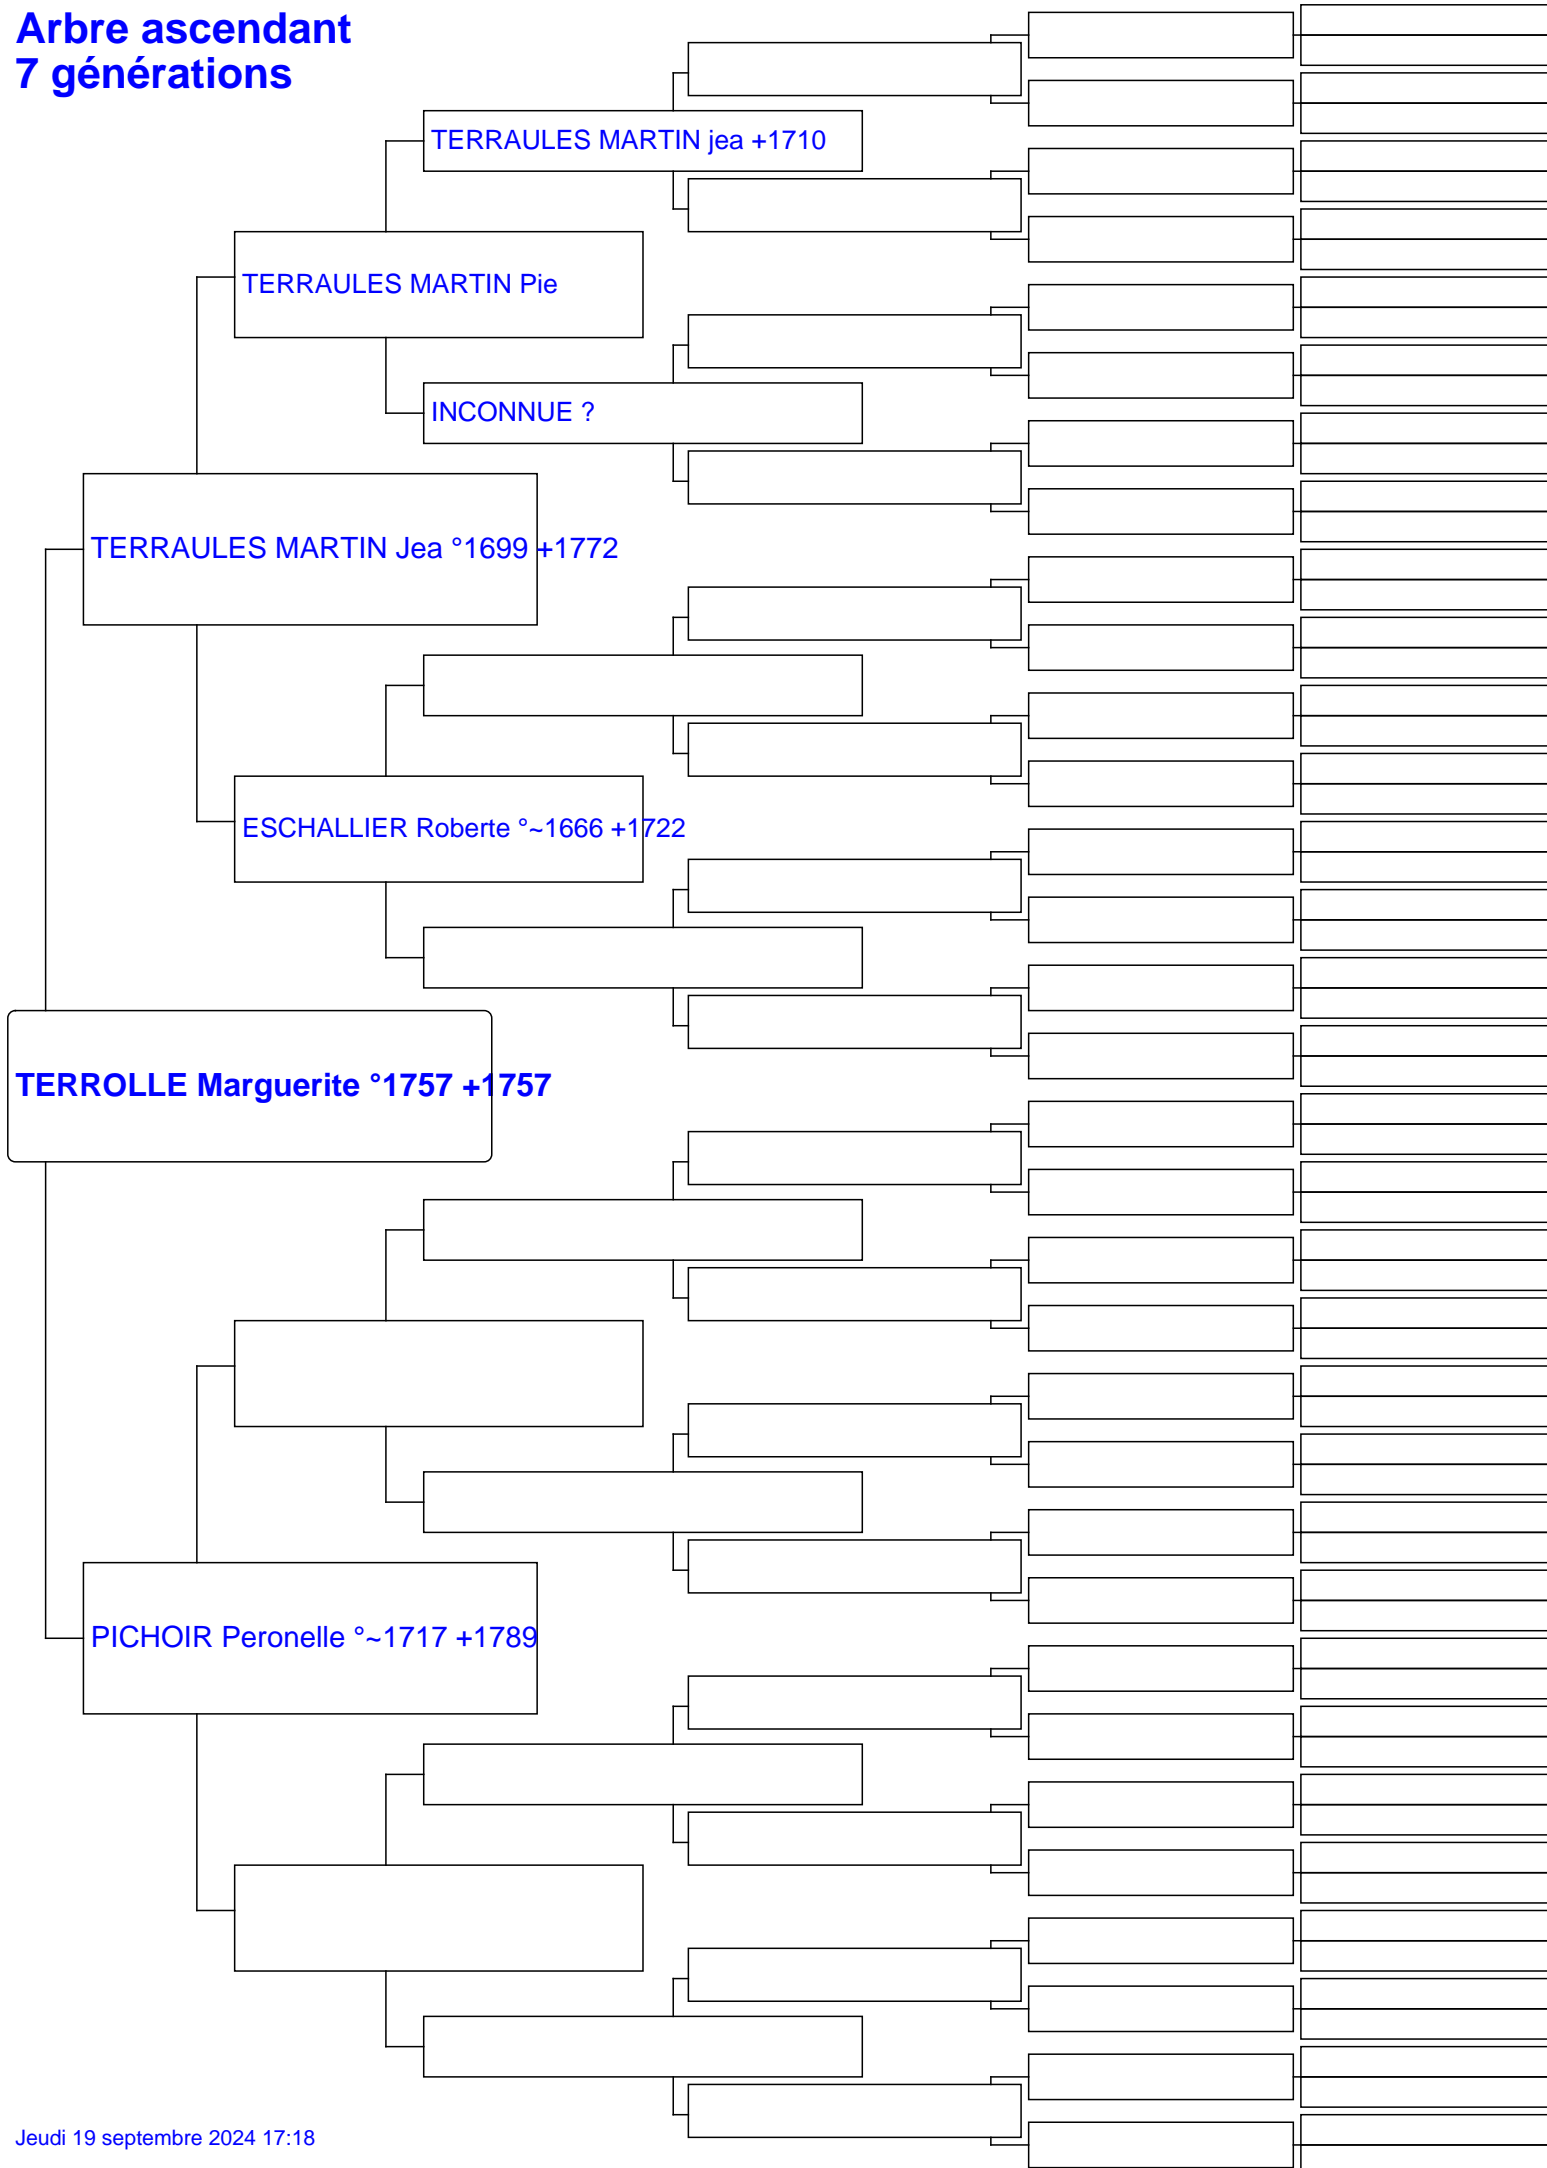 Arbre ascendant
7 générations
TERRAULES MARTIN jea +1710
TERRAULES MARTIN Pie
INCONNUE ?
TERRAULES MARTIN Jea °1699 +1772
ESCHALLIER Roberte °~1666 +1722
TERROLLE Marguerite °1757 +1757
PICHOIR Peronelle °~1717 +1789
Jeudi 19 septembre 2024 17:18